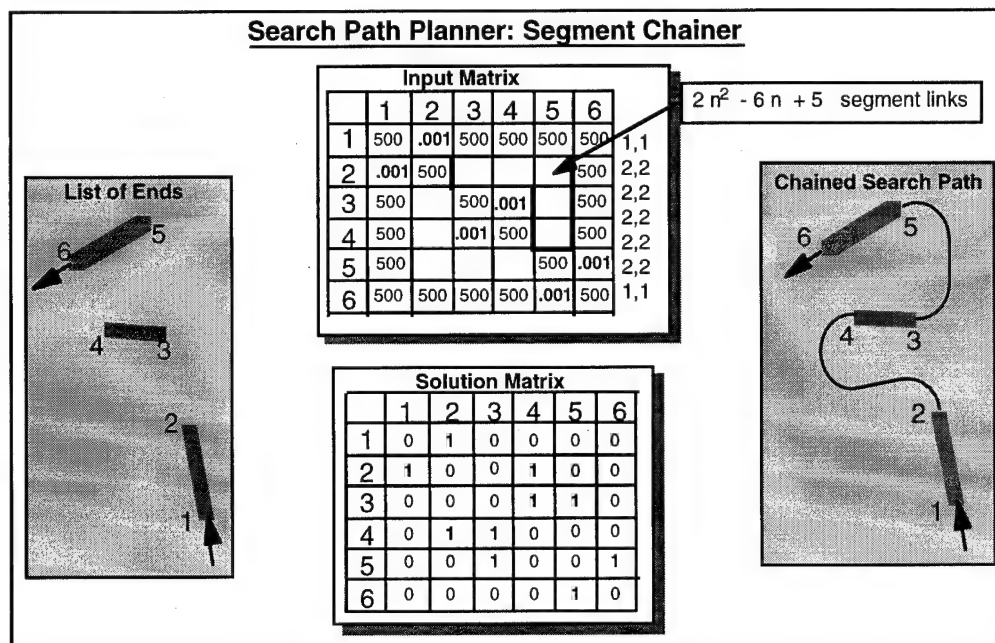 Search Path Planner: Segment Chainer
Input Matrix
1 2 3 4 5 6
1 500 .001 500 500 500 500 1,1
2 .001 500 500 2,2
3 500 500 .001 500 2,2
4 500 .001 500 500 2,2
2,2
5 500 500 .001 2,2
6 500 500 500 500 .001 500 1,1
2 n² - 6 n + 5 segment links
List of Ends
6
5
4
3
2
1
Chained Search Path
6
5
4
3
2
1
Solution Matrix
1 2 3 4 5 6
1 0 1 0 0 0 0
2 1 0 0 1 0 0
3 0 0 0 1 1 0
4 0 1 1 0 0 0
5 0 0 1 0 0 1
6 0 0 0 0 1 0